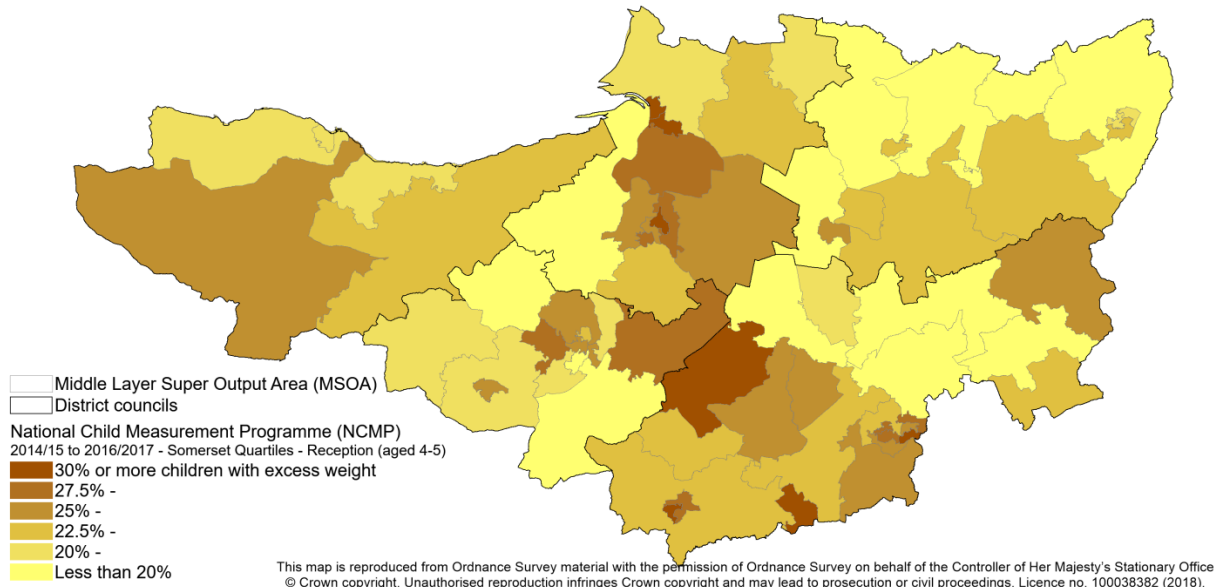 Middle Layer Super Output Area (MSOA)
District councils
National Child Measurement Programme (NCMP)
2014/15 to 2016/2017 - Somerset Quartiles - Reception (aged 4-5)
30% or more children with excess weight
27.5% -
25% -
22.5% -
20% -
Less than 20%
This map is reproduced from Ordnance Survey material with the permission of Ordnance Survey on behalf of the Controller of Her Majesty's Stationary Office
© Crown copyright. Unauthorised reproduction infringes Crown copyright and may lead to prosecution or civil proceedings. Licence no. 100038382 (2018).